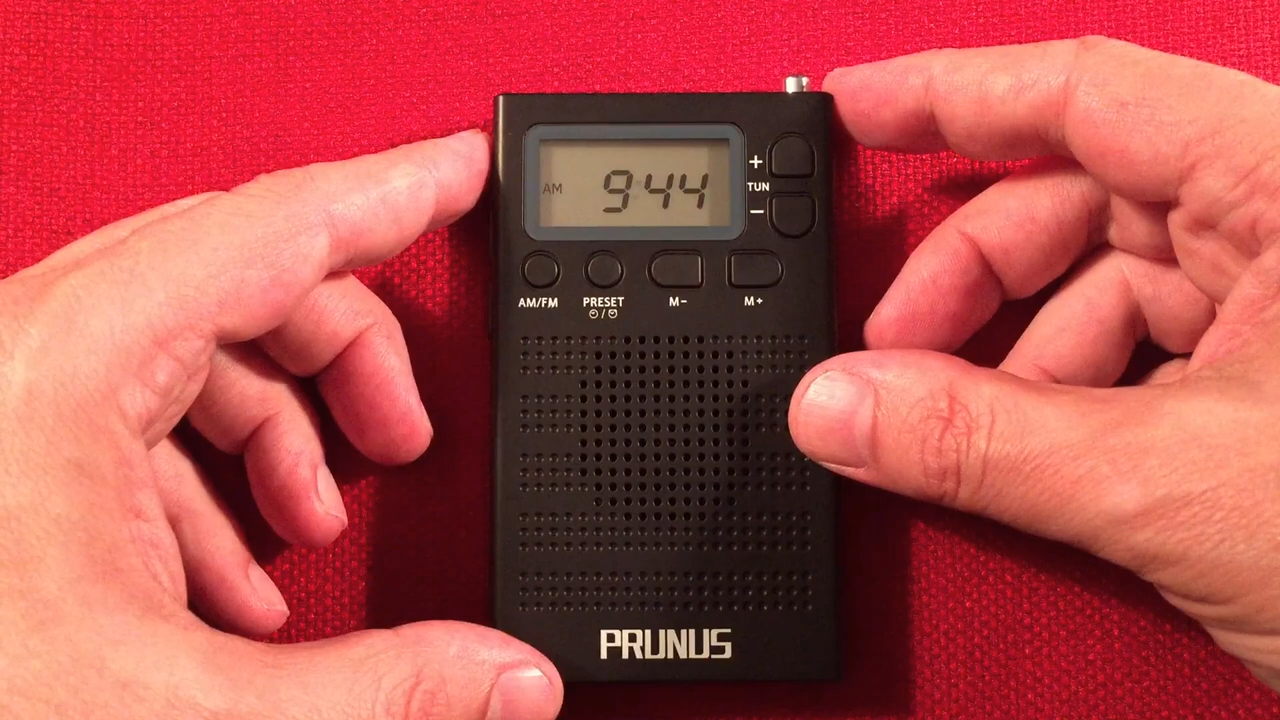 AM 944
+
TUN
−
AM/FM PRESET M- M+
PRUNUS